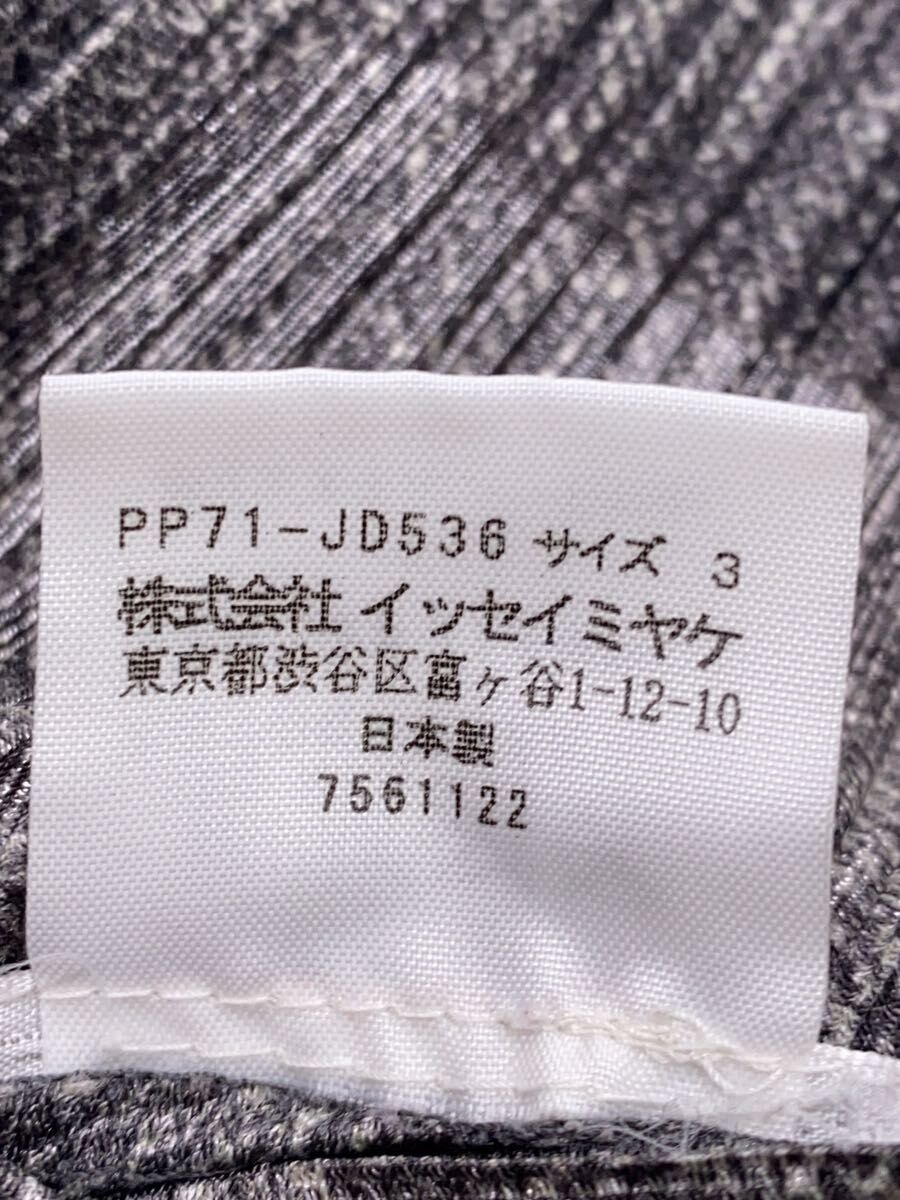 PP71-JD536 サイズ 3
株式会社 イッセイミヤケ
東京都渋谷区富ヶ谷1-12-10
日本製
7561122